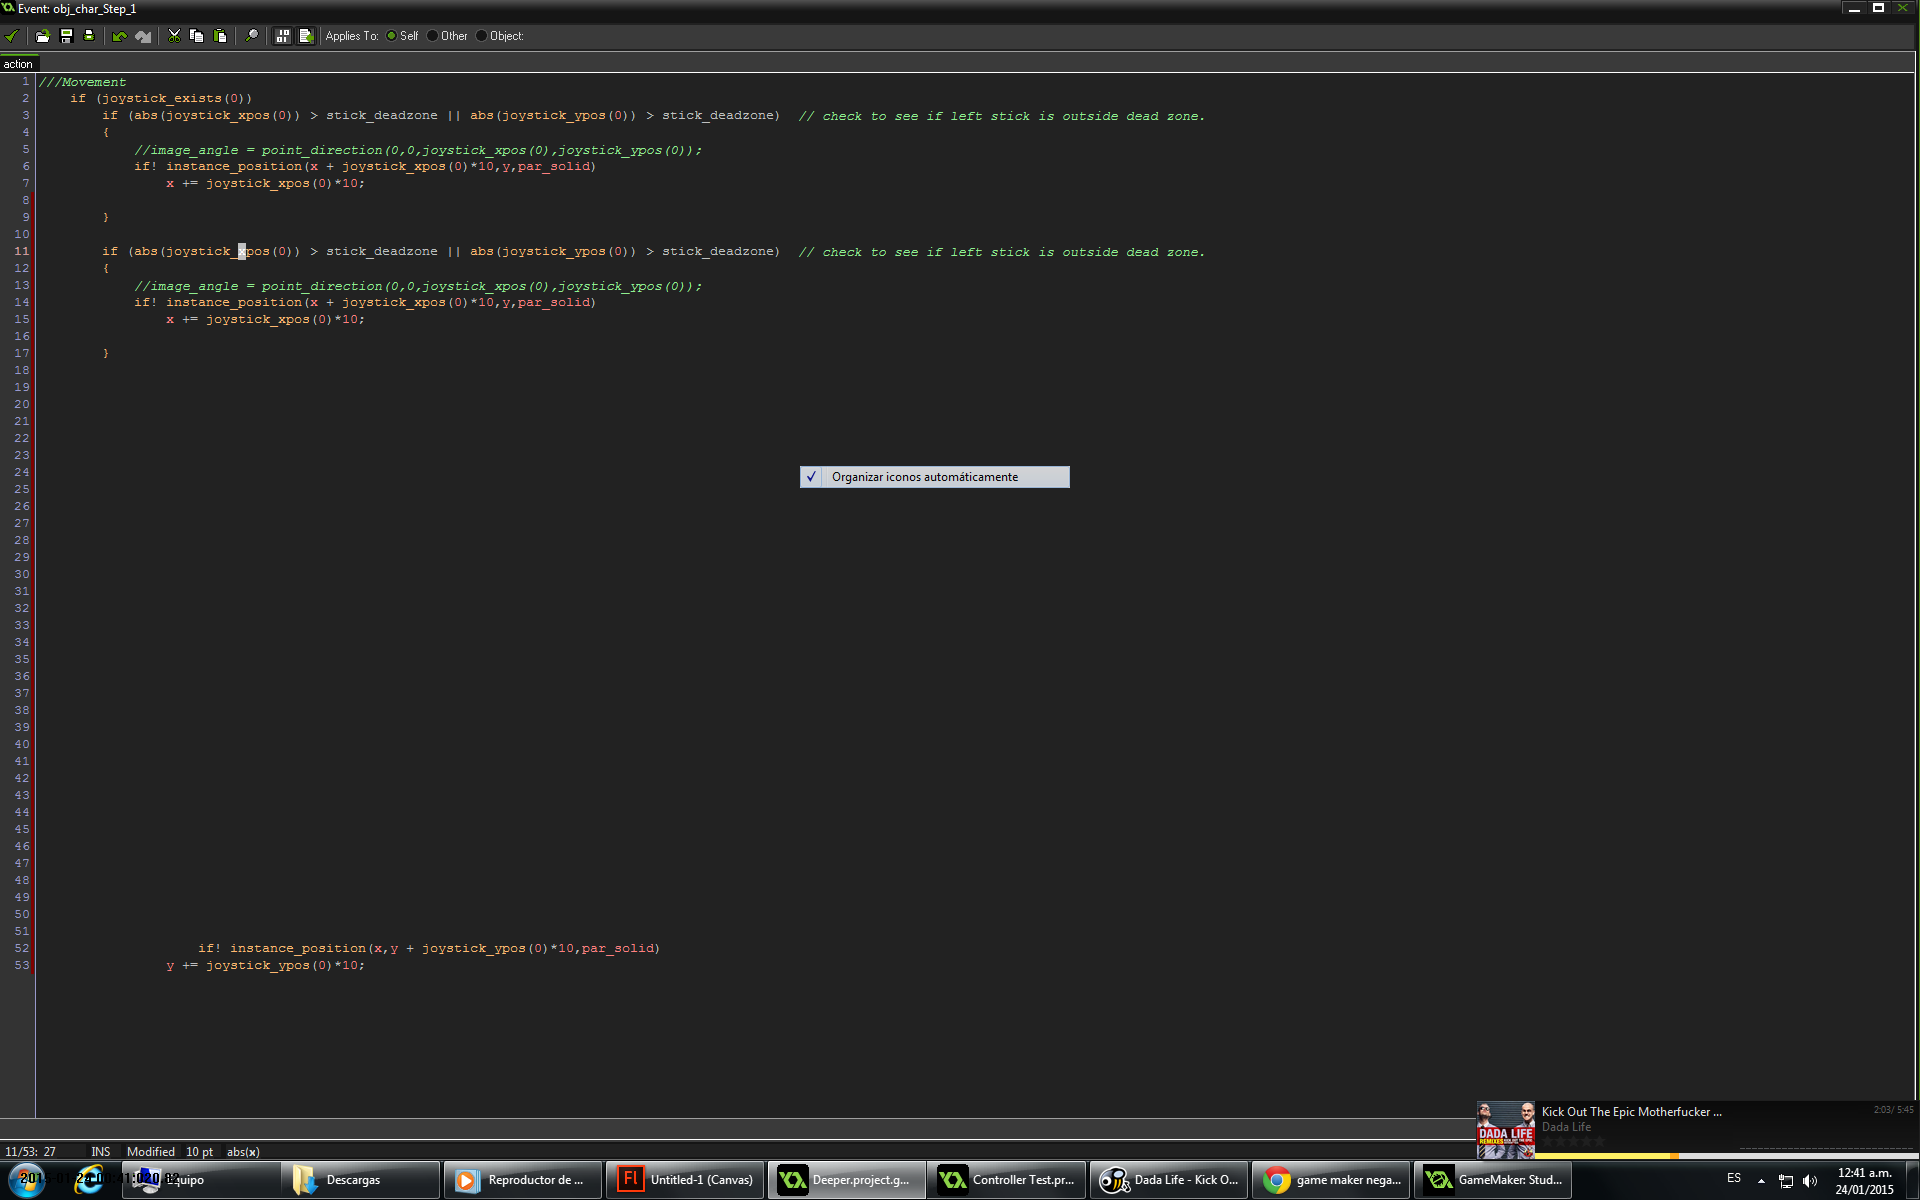 Event: obj_char_Step_1
Applies To: Self Other Object:
action
1 ///Movement
2 if (joystick_exists(0))
3 if (abs(joystick_xpos(0)) > stick_deadzone || abs(joystick_ypos(0)) > stick_deadzone) // check to see if left stick is outside dead zone.
4 {
5 //image_angle = point_direction(0,0,joystick_xpos(0),joystick_ypos(0));
6 if! instance_position(x + joystick_xpos(0)*10,y,par_solid)
7 x += joystick_xpos(0)*10;
8
9 }
10
11 if (abs(joystick_xpos(0)) > stick_deadzone || abs(joystick_ypos(0)) > stick_deadzone) // check to see if left stick is outside dead zone.
12 {
13 //image_angle = point_direction(0,0,joystick_xpos(0),joystick_ypos(0));
14 if! instance_position(x + joystick_xpos(0)*10,y,par_solid)
15 x += joystick_xpos(0)*10;
16
17 }
18
19
20
21
22
23
24
Organizar iconos automáticamente
25
26
27
28
29
30
31
32
33
34
35
36
37
38
39
40
41
42
43
44
45
46
47
48
49
50
51
52 if! instance_position(x,y + joystick_ypos(0)*10,par_solid)
53 y += joystick_ypos(0)*10;
Kick Out The Epic Motherfucker ... 2:03/ 5:45
Dada Life
DADA LIFE
REMIXES
11/53: 27 INS Modified 10 pt abs(x)
Equipo Descargas Reproductor de ... Fl Untitled-1 (Canvas) Deeper.project.g... Controller Test.pr... Dada Life - Kick O... game maker nega... GameMaker: Stud... ES 12:41 a.m.
24/01/2015